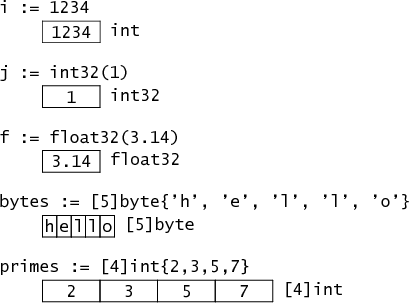 i := 1234
1234 int
j := int32(1)
1 int32
f := float32(3.14)
3.14 float32
bytes := [5]byte{'h', 'e', 'l', 'l', 'o'}
h e l l o [5]byte
primes := [4]int{2,3,5,7}
2 3 5 7 [4]int